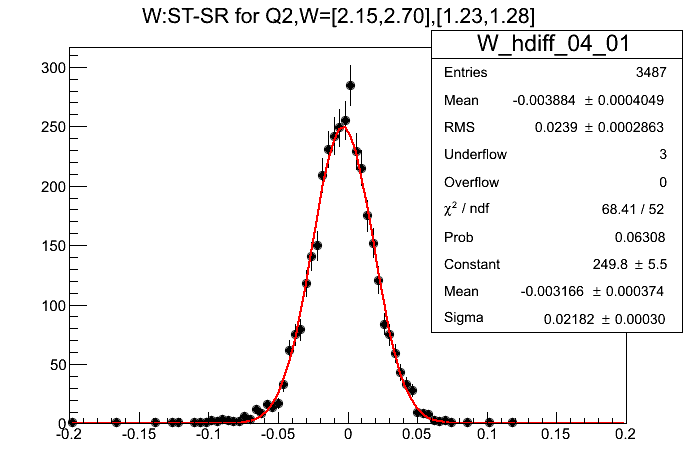 W:ST-SR for Q2,W=[2.15,2.70],[1.23,1.28]
W_hdiff_04_01
Entries 3487
Mean -0.003884 ± 0.0004049
RMS 0.0239 ± 0.0002863
Underflow 3
Overflow 0
χ² / ndf 68.41 / 52
Prob 0.06308
Constant 249.8 ± 5.5
Mean -0.003166 ± 0.000374
Sigma 0.02182 ± 0.00030
300
250
200
150
100
50
0
-0.2 -0.15 -0.1 -0.05 0 0.05 0.1 0.15 0.2